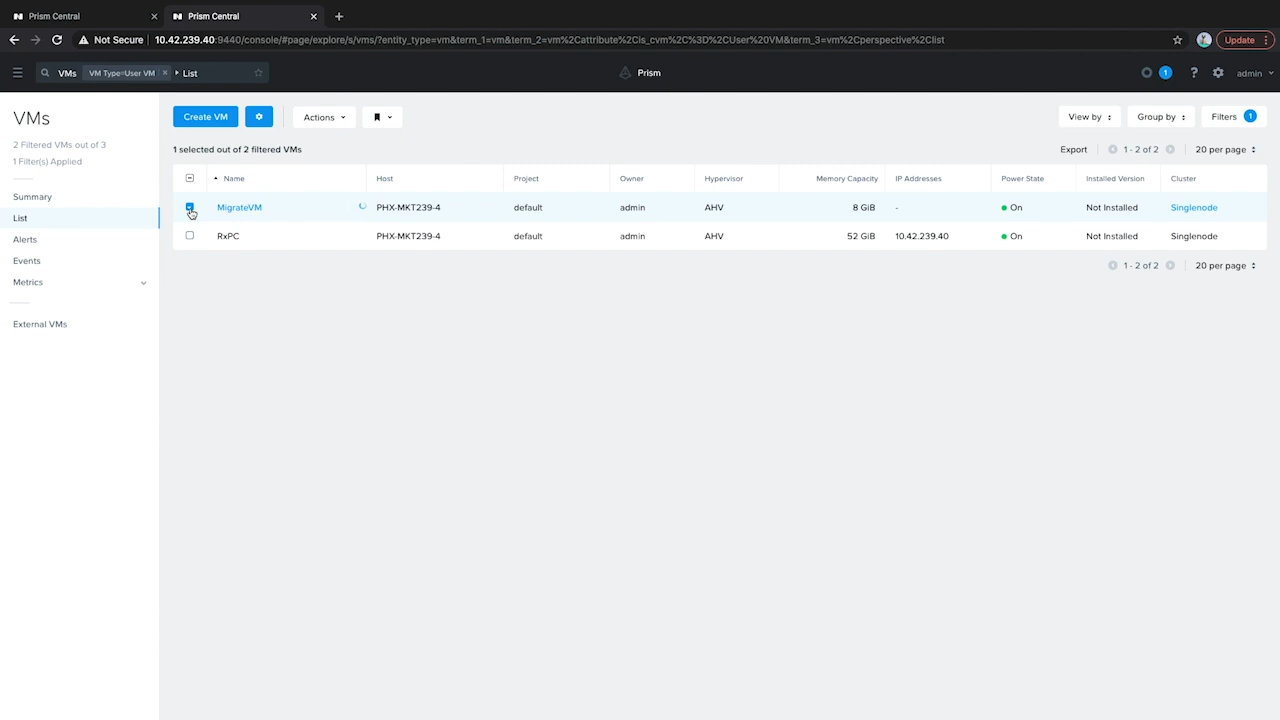 Prism Central
Prism Central
Not Secure 10.42.239.40:9440/console/#page/explore/s/vms/?entity_type=vm&term_1=vm&term_2=vm%2Cattribute%2Cis_cvm%2C%3D%2CUser%20VM&term_3=vm%2Cperspective%2Clist Update
VMs VM Type=User VM × List Prism 1 ? admin
VMs
2 Filtered VMs out of 3
1 Filter(s) Applied
Summary
List
Alerts
Events
Metrics
External VMs
Create VM Actions View by Group by Filters 1
1 selected out of 2 filtered VMs Export 1 - 2 of 2 20 per page
Name Host Project Owner Hypervisor Memory Capacity IP Addresses Power State Installed Version Cluster
MigrateVM PHX-MKT239-4 default admin AHV 8 GiB - On Not Installed Singlenode
RxPC PHX-MKT239-4 default admin AHV 52 GiB 10.42.239.40 On Not Installed Singlenode
1 - 2 of 2 20 per page